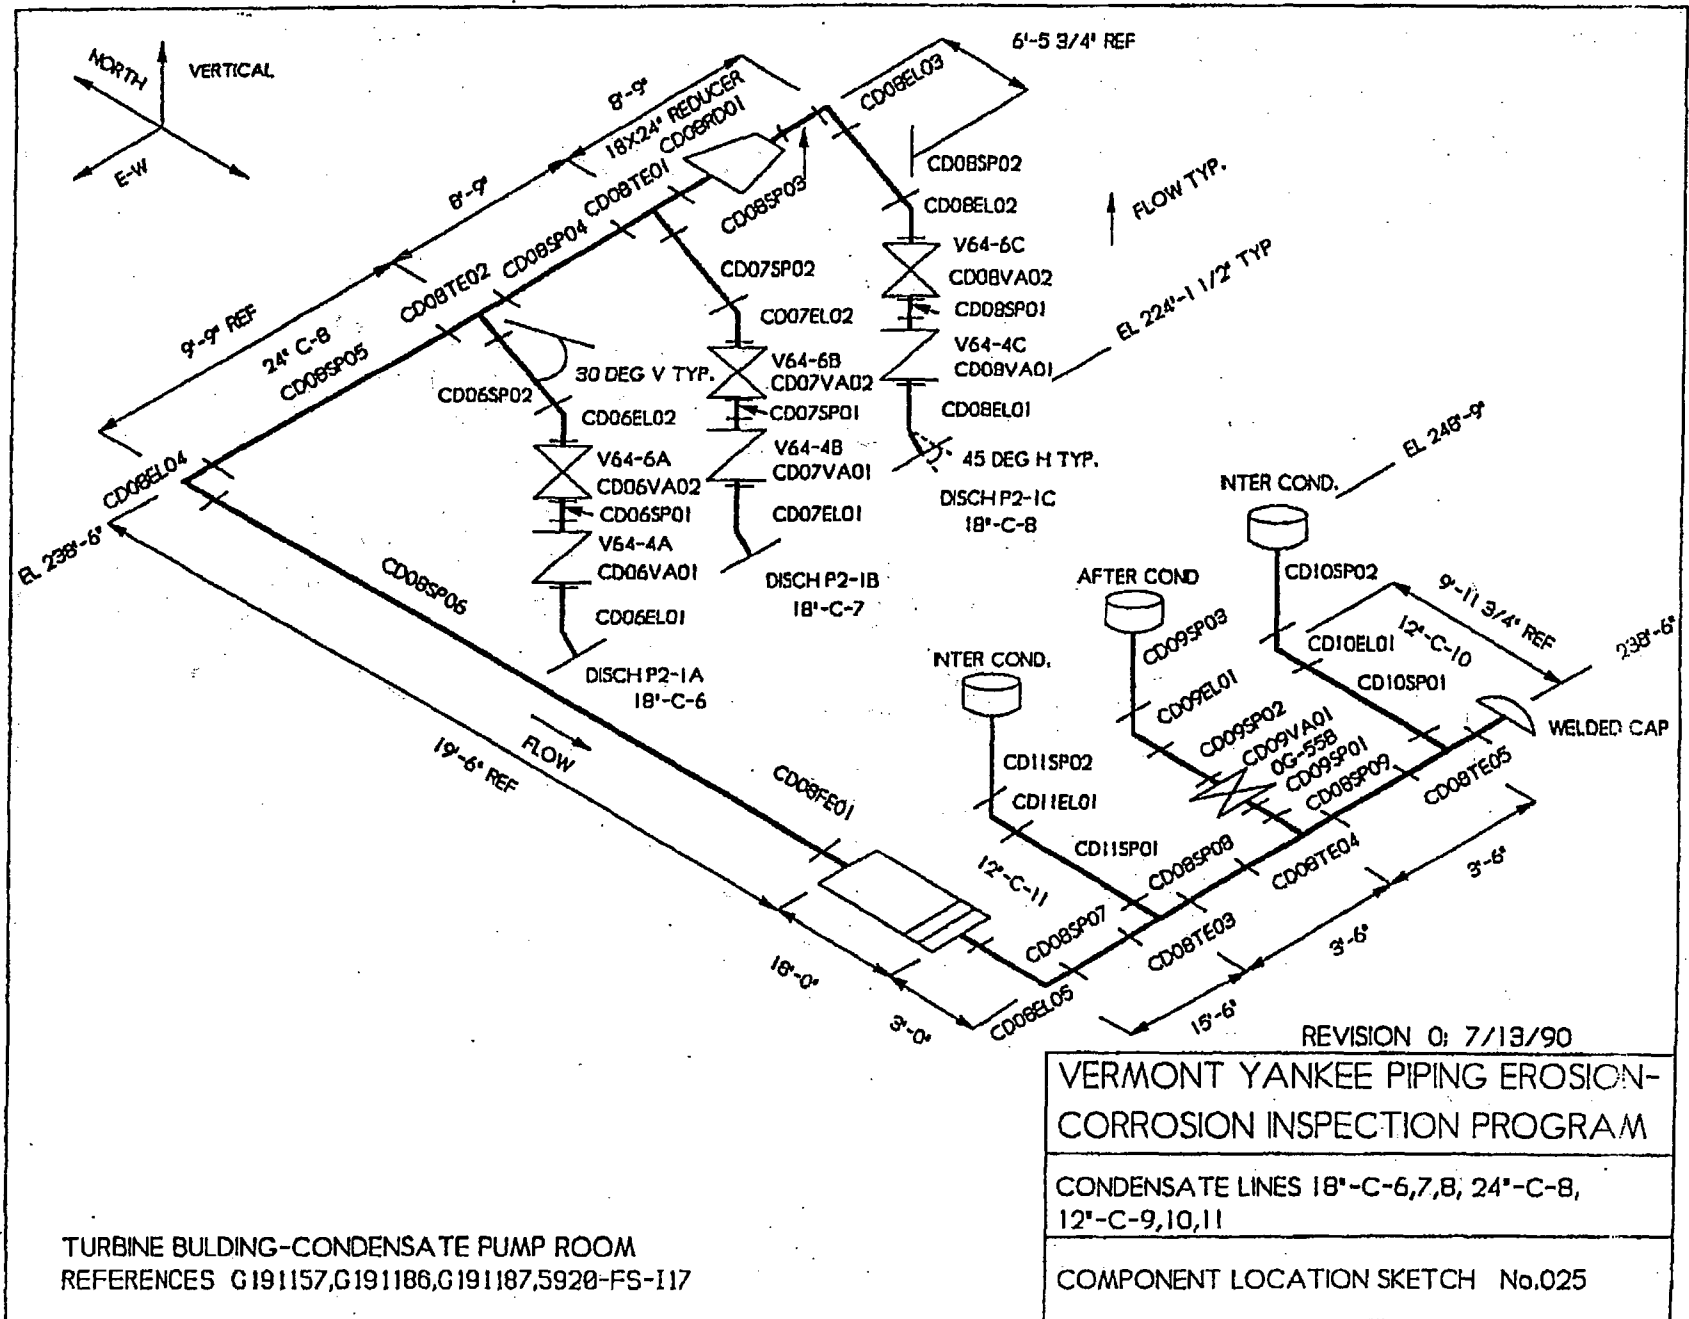 NORTH
VERTICAL
E-W
6'-5 3/4" REF
8'-9"
18X24" REDUCER
CD08RD01
CD08EL03
8'-9"
CD08TE01
CD08SP03
CD08SP02
CD08EL02
FLOW TYP.
9'-9" REF
24" C-8
CD08SP05
CD08TE02
CD08SP04
CD07SP02
CD07EL02
V64-6C
CD08VA02
CD08SP01
V64-4C
CD08VA01
CD08EL01
EL 224'-1 1/2" TYP
30 DEG V TYP.
CD06SP02
CD06EL02
V64-6B
CD07VA02
CD07SP01
V64-4B
CD07VA01
CD07EL01
45 DEG H TYP.
DISCH P2-1C
18"-C-8
CD08EL04
EL 238'-6"
V64-6A
CD06VA02
CD06SP01
V64-4A
CD06VA01
CD06EL01
DISCH P2-1B
18"-C-7
DISCH P2-1A
18"-C-6
CD08SP06
FLOW
19'-6" REF
CD08FE01
INTER COND.
EL 248'-9"
CD10SP02
AFTER COND
CD09SP03
9'-11 3/4" REF
12"-C-10
CD10EL01
CD10SP01
238'-6"
INTER COND.
CD09EL01
CD09SP02
CD09VA01
OG-558
CD09SP01
CD08SP09
WELDED CAP
CD08TE05
CD11SP02
CD11EL01
CD11SP01
12"-C-11
CD08SP08
CD08TE04
3'-6"
CD08SP07
CD08TE03
3'-6"
18'-0"
3'-0"
CD08EL05
15'-6"
REVISION 0; 7/13/90
VERMONT YANKEE PIPING EROSION-
CORROSION INSPECTION PROGRAM
CONDENSATE LINES 18"-C-6,7,8, 24"-C-8,
12"-C-9,10,11
COMPONENT LOCATION SKETCH No.025
TURBINE BULDING-CONDENSATE PUMP ROOM
REFERENCES G191157,G191186,G191187,5920-FS-I17